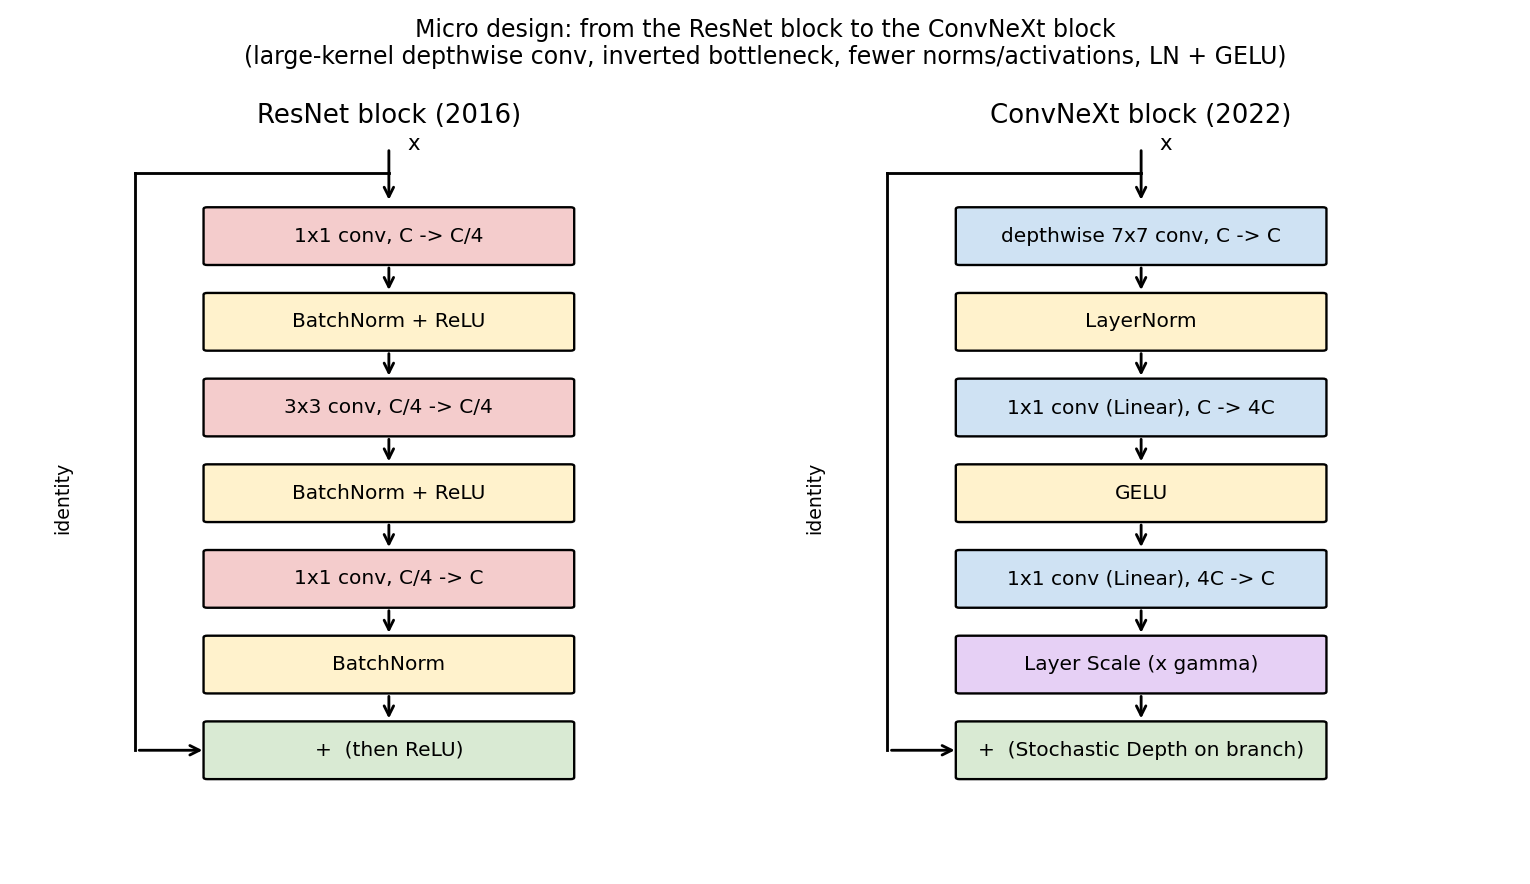 Micro design: from the ResNet block to the ConvNeXt block
(large-kernel depthwise conv, inverted bottleneck, fewer norms/activations, LN + GELU)
ResNet block (2016)
x
1x1 conv, C -> C/4
BatchNorm + ReLU
3x3 conv, C/4 -> C/4
BatchNorm + ReLU
1x1 conv, C/4 -> C
BatchNorm
+ (then ReLU)
identity
ConvNeXt block (2022)
x
depthwise 7x7 conv, C -> C
LayerNorm
1x1 conv (Linear), C -> 4C
GELU
1x1 conv (Linear), 4C -> C
Layer Scale (x gamma)
+ (Stochastic Depth on branch)
identity